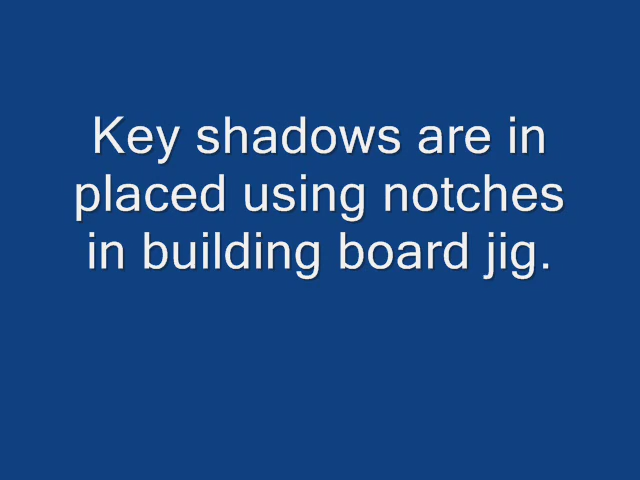 Key shadows are in
placed using notches
in building board jig.